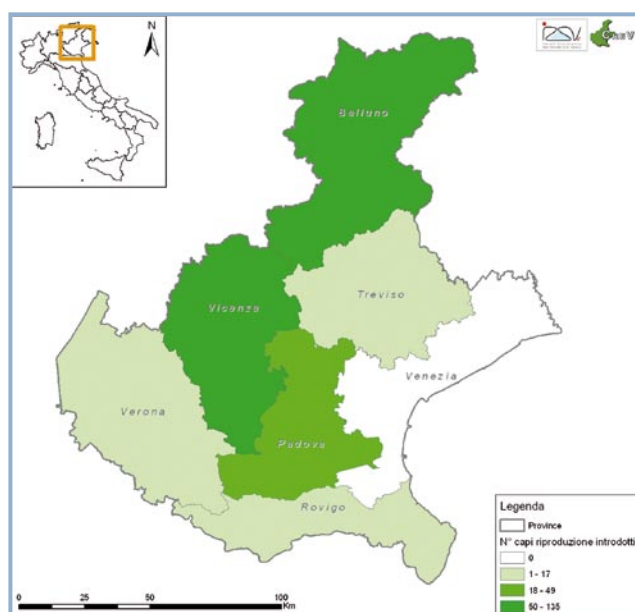 N
Belluno
Treviso
Vicenza
Venezia
Verona
Padova
Rovigo
Legenda
Province
N° capi riproduzione introdotti
0
1 - 17
18 - 49
50 - 135
0 25 50 100
Km